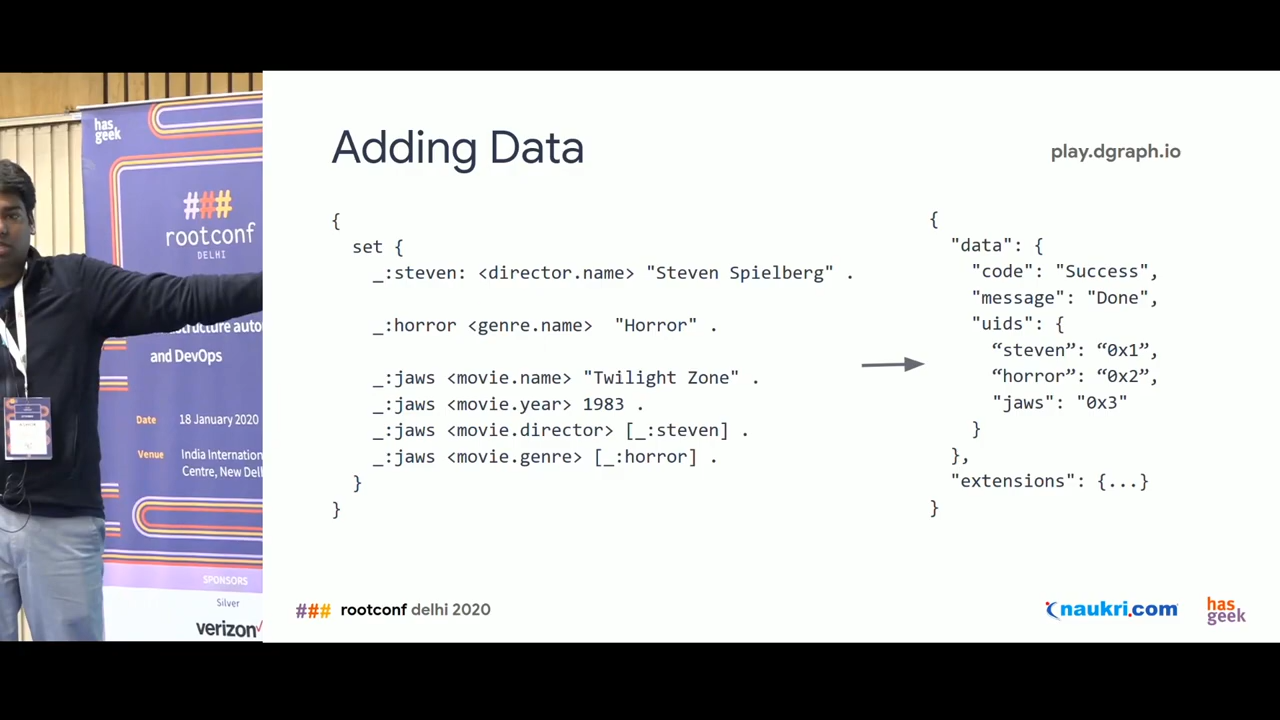 has
geek
###
rootconf
DELHI
and DevOps
Date 18 January 2020
Venue India International
Centre, New Delh
SPONSORS
Silver
verizon✓
Adding Data
play.dgraph.io
{
set {
_:steven: <director.name> "Steven Spielberg" .
_:horror <genre.name> "Horror" .
_:jaws <movie.name> "Twilight Zone" .
_:jaws <movie.year> 1983 .
_:jaws <movie.director> [_:steven] .
_:jaws <movie.genre> [_:horror] .
}
}
{
"data": {
"code": "Success",
"message": "Done",
"uids": {
“steven”: “0x1”,
“horror”: “0x2”,
"jaws": "0x3"
}
},
"extensions": {...}
}
### rootconf delhi 2020
naukri.com
has
geek